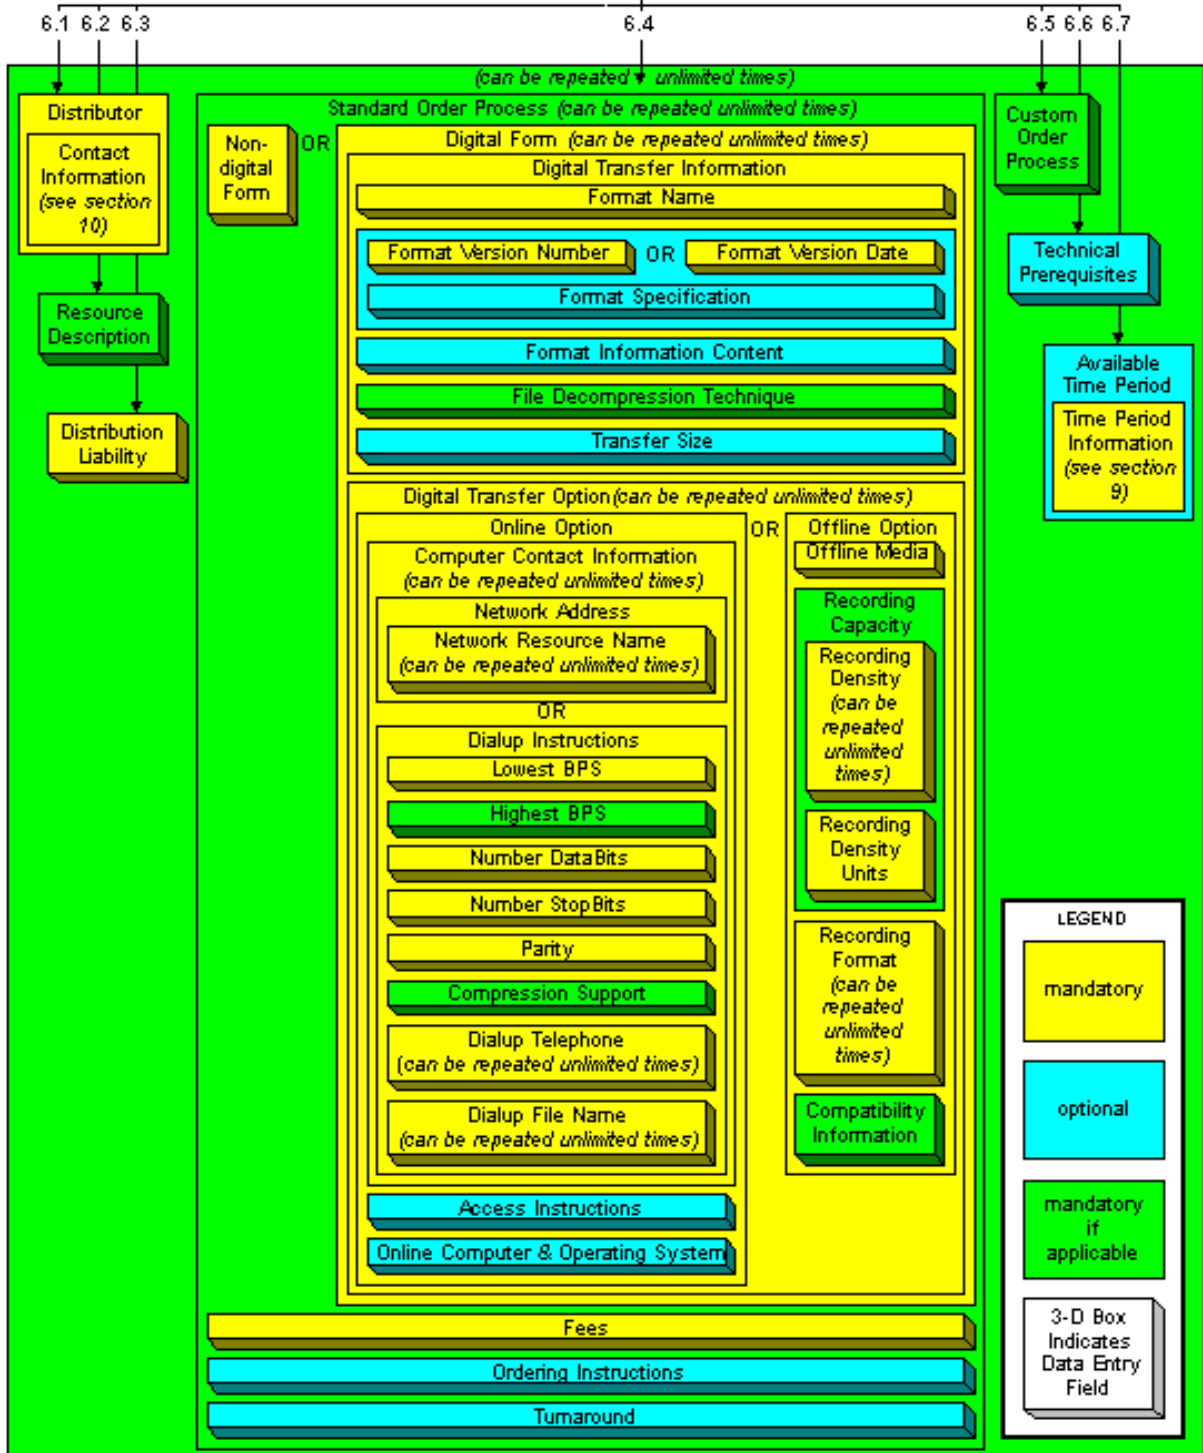 6.1 6.2 6.3 6.4 6.5 6.6 6.7
(can be repeated unlimited times)
Distributor
Contact
Information
(see section
10)
Resource
Description
Distribution
Liability
Standard Order Process (can be repeated unlimited times)
Non-
digital
Form
OR
Digital Form (can be repeated unlimited times)
Digital Transfer Information
Format Name
Format Version Number OR Format Version Date
Format Specification
Format Information Content
File Decompression Technique
Transfer Size
Digital Transfer Option (can be repeated unlimited times)
Online Option
Computer Contact Information
(can be repeated unlimited times)
Network Address
Network Resource Name
(can be repeated unlimited times)
OR
Dialup Instructions
Lowest BPS
Highest BPS
Number DataBits
Number StopBits
Parity
Compression Support
Dialup Telephone
(can be repeated unlimited times)
Dialup File Name
(can be repeated unlimited times)
Access Instructions
Online Computer & Operating System
OR
Offline Option
Offline Media
Recording
Capacity
Recording
Density
(can be
repeated
unlimited
times)
Recording
Density
Units
Recording
Format
(can be
repeated
unlimited
times)
Compatibility
Information
Fees
Ordering Instructions
Turnaround
Custom
Order
Process
Technical
Prerequisites
Available
Time Period
Time Period
Information
(see section
9)
LEGEND
mandatory
optional
mandatory
if
applicable
3-D Box
Indicates
Data Entry
Field